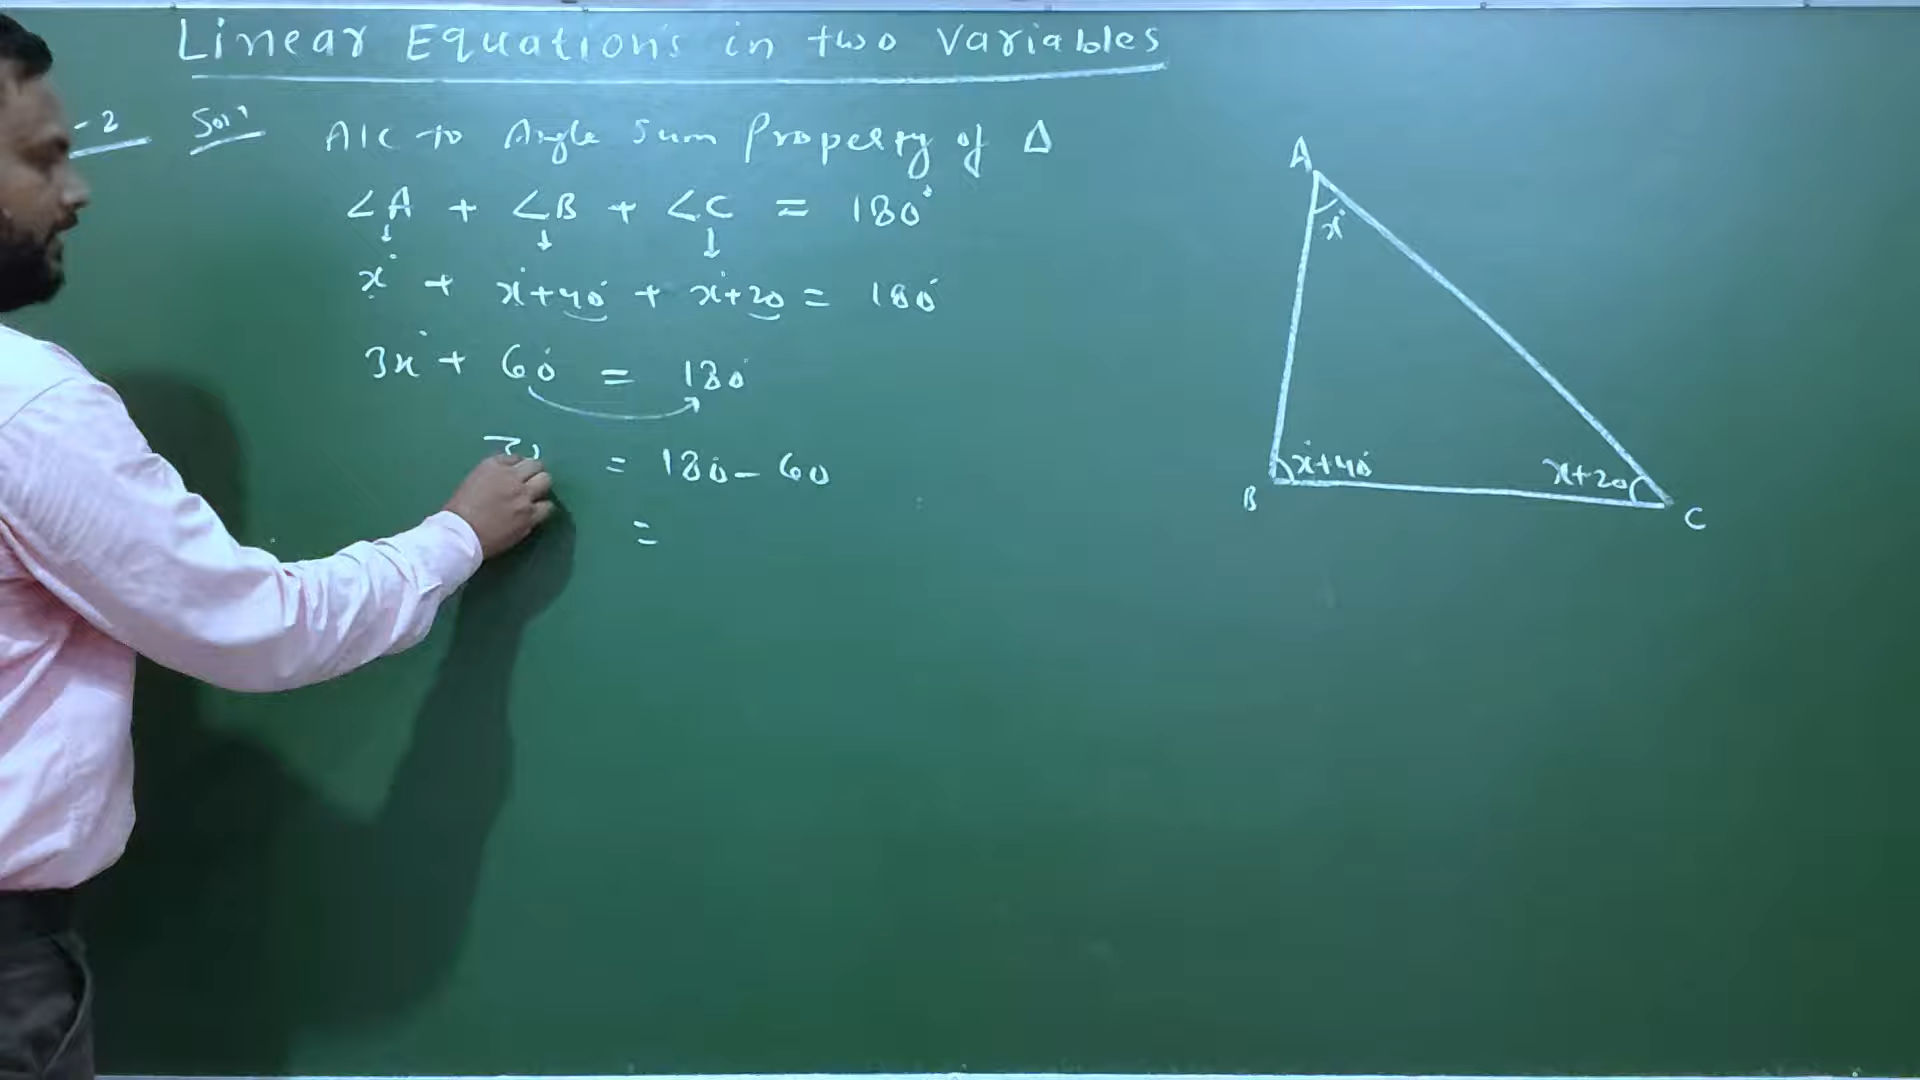 Linear Equations in two Variables
-2 Sol'n A/c to Angle Sum Property of Δ
∠A + ∠B + ∠C = 180°
x° + x°+40° + x°+20 = 180°
3x° + 60° = 180°
= 180 - 60
=
A
x°
x°+40°
x+20
B
C